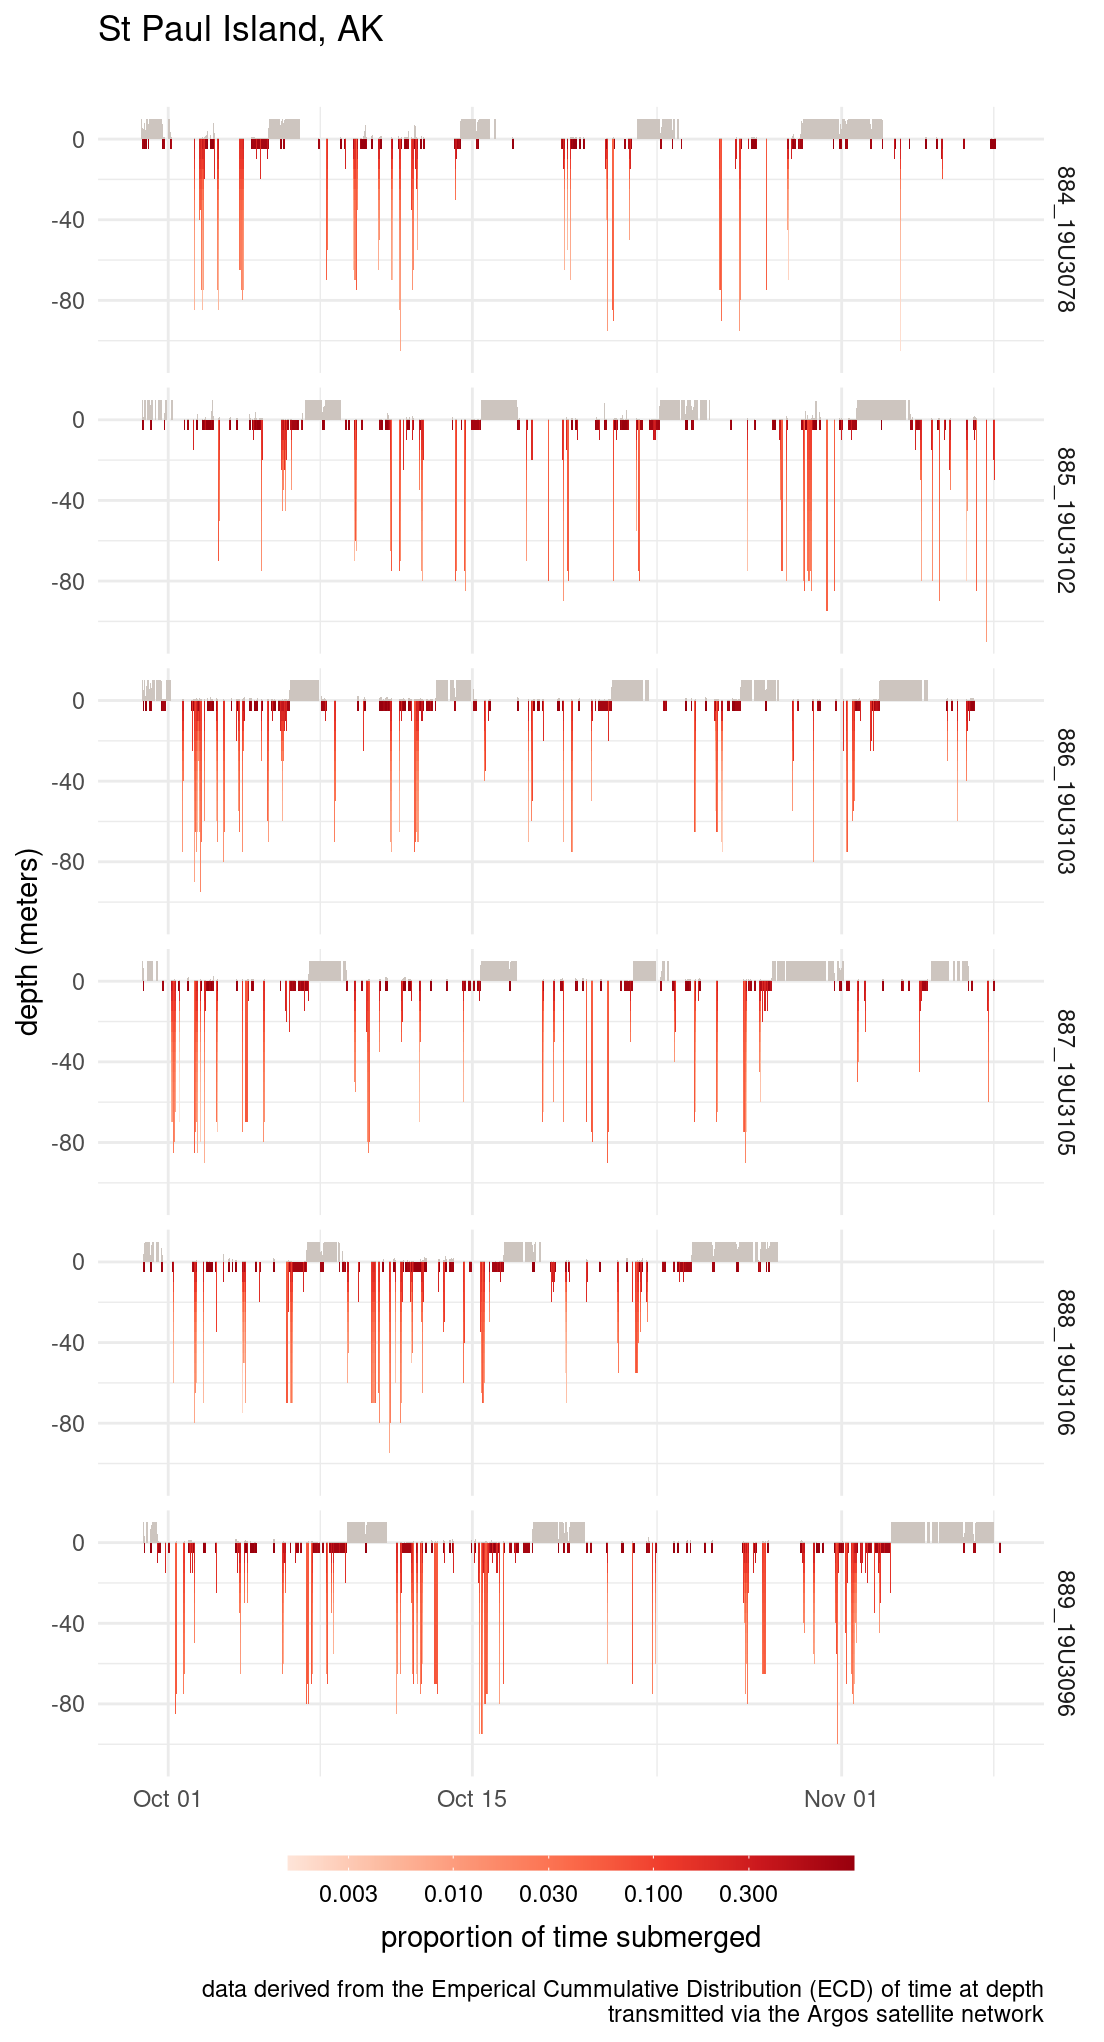 St Paul Island, AK
0
-40
-80
884_19U3078
0
-40
-80
885_19U3102
0
-40
-80
886_19U3103
depth (meters)
0
-40
-80
887_19U3105
0
-40
-80
888_19U3106
0
-40
-80
889_19U3096
Oct 01 Oct 15 Nov 01
0.003 0.010 0.030 0.100 0.300
proportion of time submerged
data derived from the Emperical Cummulative Distribution (ECD) of time at depth
transmitted via the Argos satellite network